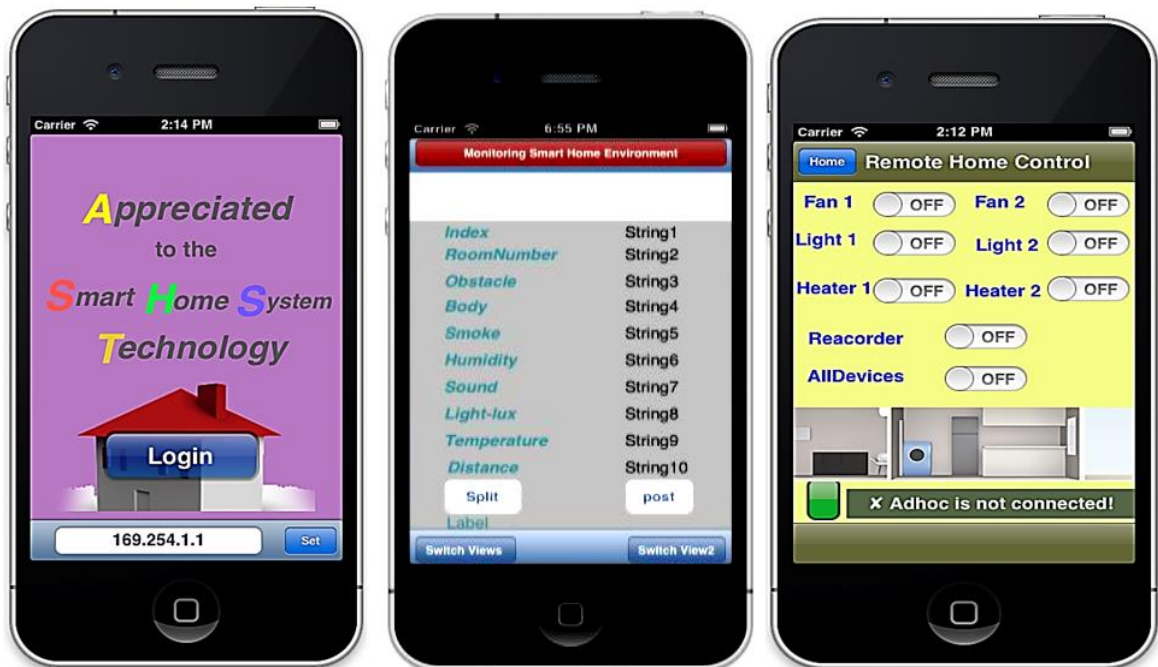 Carrier 2:14 PM
Appreciated
to the
Smart Home System
Technology
Login
169.254.1.1 Set
Carrier 6:55 PM
Monitoring Smart Home Environment
Index String1
RoomNumber String2
Obstacle String3
Body String4
Smoke String5
Humidity String6
Sound String7
Light-lux String8
Temperature String9
Distance String10
Split post
Label
Switch Views Switch View2
Carrier 2:12 PM
Home Remote Home Control
Fan 1 OFF Fan 2 OFF
Light 1 OFF Light 2 OFF
Heater 1 OFF Heater 2 OFF
Reacorder OFF
AllDevices OFF
✘ Adhoc is not connected!